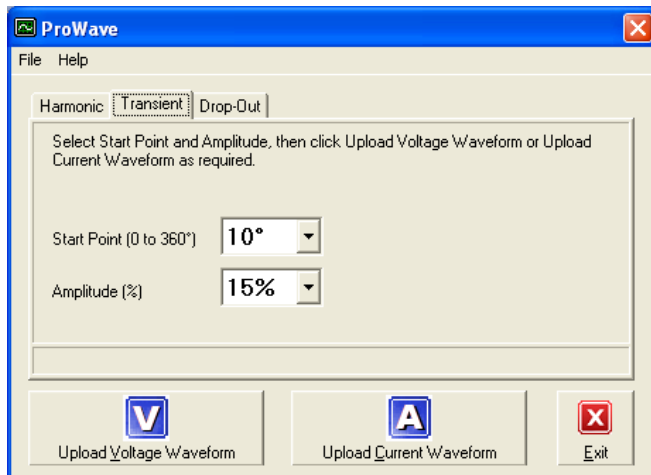 ProWave
File Help
Harmonic Transient Drop-Out
Select Start Point and Amplitude, then click Upload Voltage Waveform or Upload
Current Waveform as required.
Start Point (0 to 360°) 10°
Amplitude (%) 15%
V A X
Upload Voltage Waveform Upload Current Waveform Exit